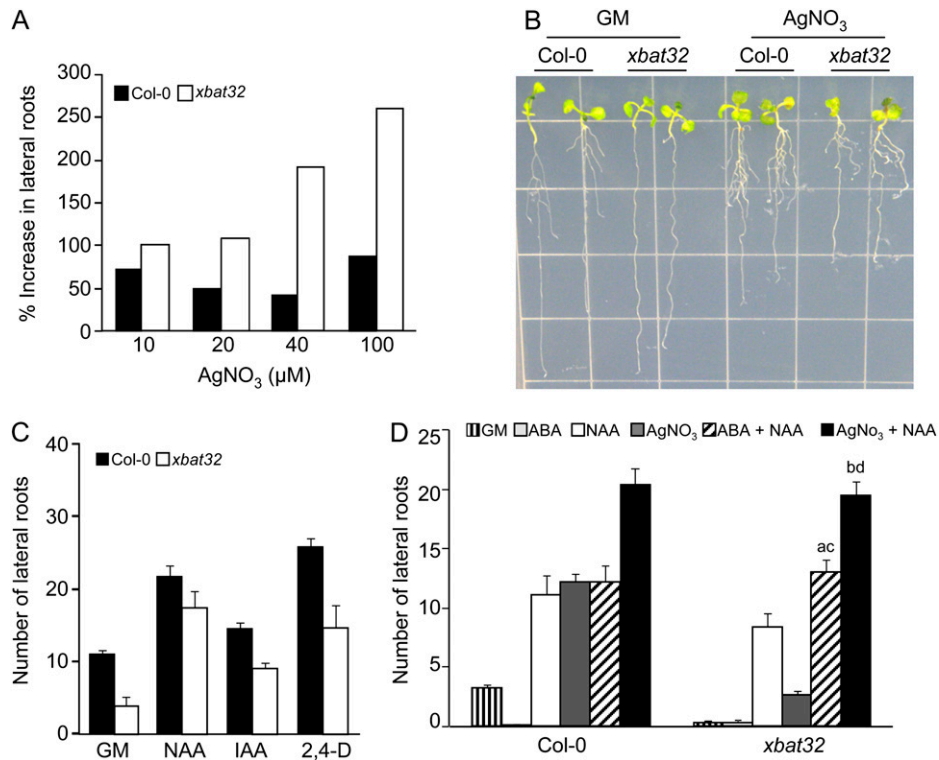 A
% Increase in lateral roots
300
250
200
150
100
50
0
Col-0 xbat32
10 20 40 100
AgNO3 (µM)
B
GM AgNO3
Col-0 xbat32 Col-0 xbat32
C
Number of lateral roots
40
30
20
10
0
Col-0 xbat32
GM NAA IAA 2,4-D
D
GM ABA NAA AgNO3 ABA + NAA AgNo3 + NAA
Number of lateral roots
25
20
15
10
5
0
ac
bd
Col-0 xbat32